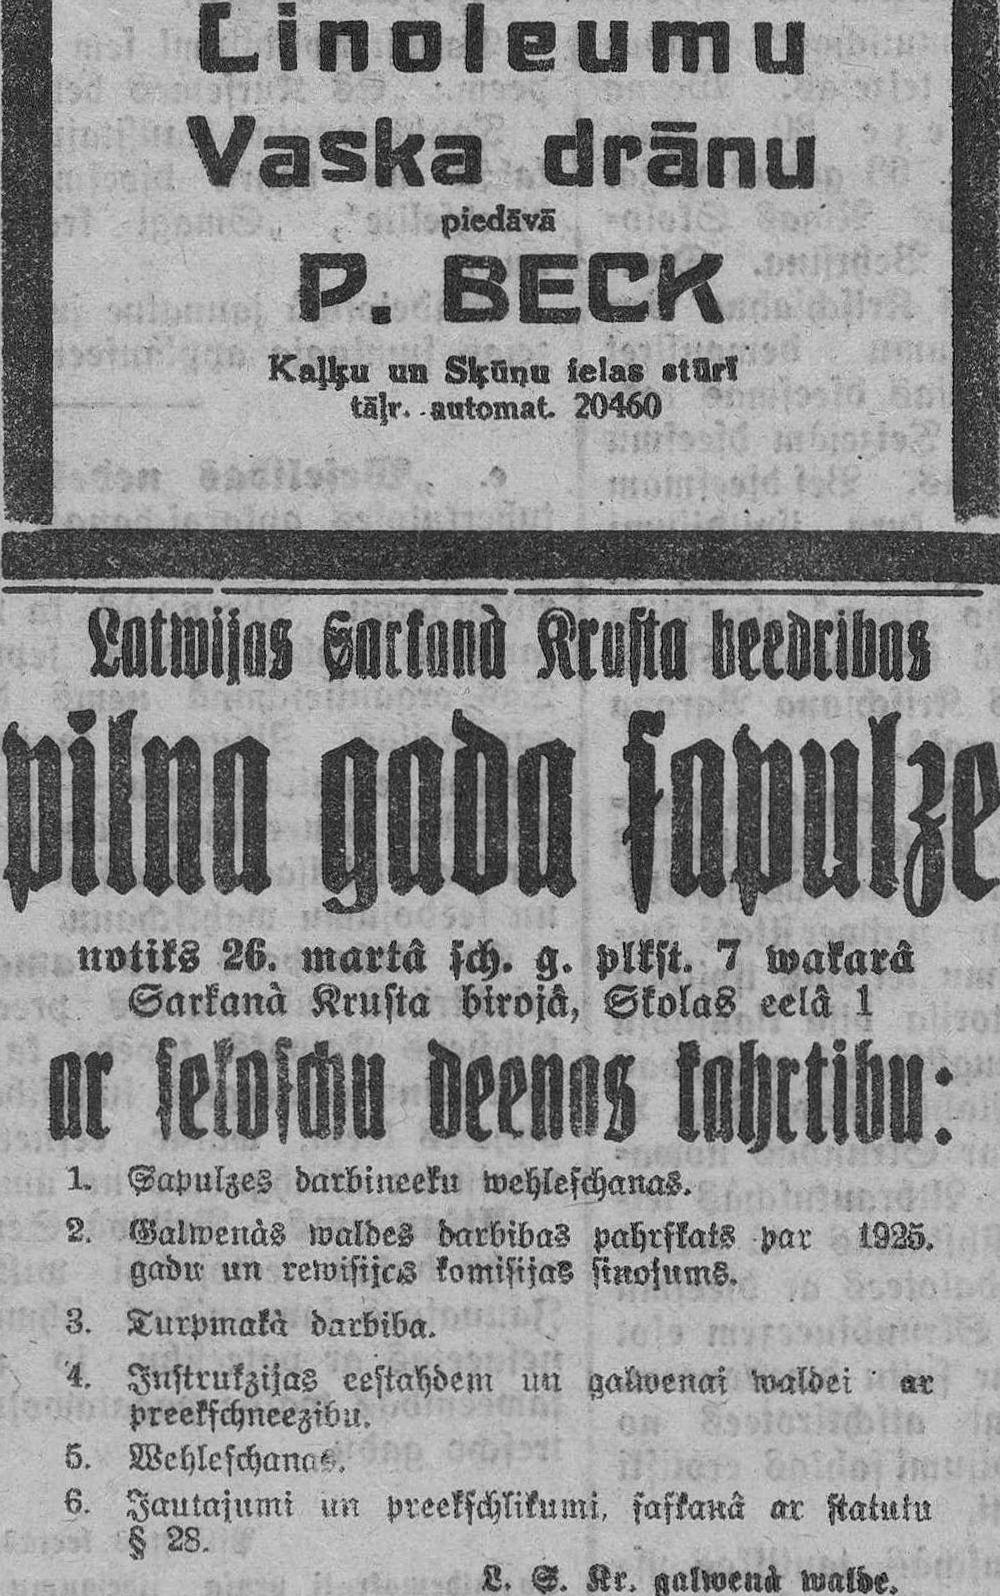 Linoleumu
Vaska drānu
piedāvā
P. BECK
Kaļķu un Skūņu ielas stūrī
tāļr. automat. 20460
Latwijas Sarkanà Krusta beedribas
pilna gada sapulze
notiks 26. martâ sch. g. plkst. 7 wakarâ
Sarkanà Krusta birojâ, Skolas eelâ 1
ar sekoschu deenas kahrtibu:
1. Sapulzes darbineeku wehleschanas.
2. Galwenàs waldes darbibas pahrskats par 1925.
gadu un rewisijas komisijas sinojums.
3. Turpmakà darbiba.
4. Instrukzijas eestahdem un galwenai waldei ar
preekschneezibu.
5. Wehleschanas.
6. Jautajumi un preekschlikumi, saskanâ ar statutu
§ 28.
L. S. Kr. galwenà walde.